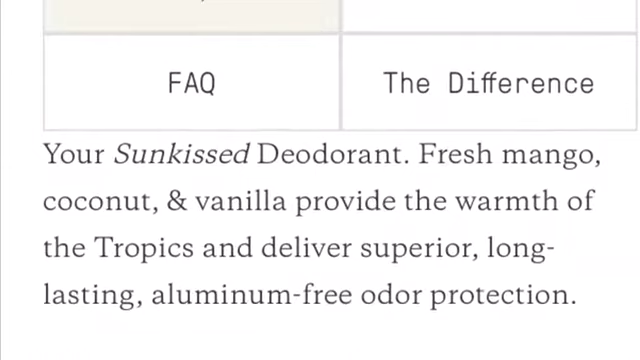 FAQ
The Difference
Your Sunkissed Deodorant. Fresh mango,
coconut, & vanilla provide the warmth of
the Tropics and deliver superior, long-
lasting, aluminum-free odor protection.